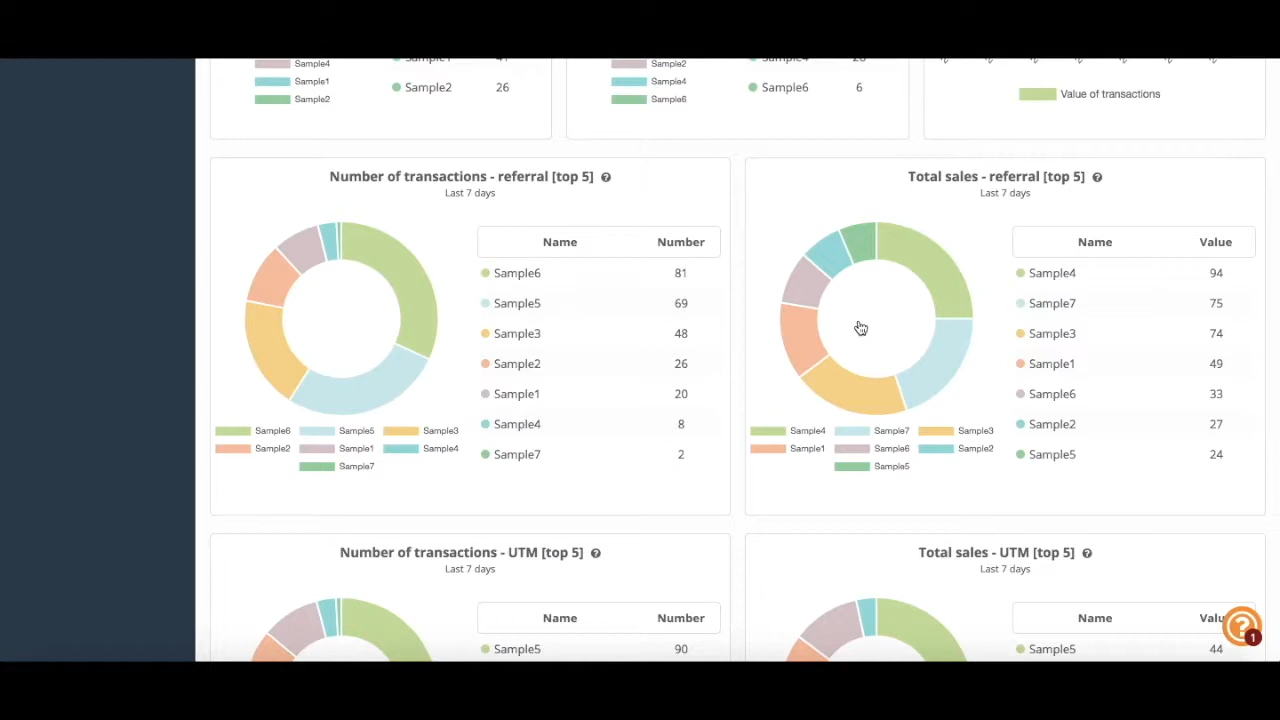 Sample4
Sample1
Sample2
Sample2 26
Sample2
Sample4
Sample6
Sample6 6
Value of transactions
Number of transactions - referral [top 5] ?
Last 7 days
Name Number
Sample6 81
Sample5 69
Sample3 48
Sample2 26
Sample1 20
Sample4 8
Sample7 2
Sample6 Sample5 Sample3
Sample2 Sample1 Sample4
Sample7
Total sales - referral [top 5] ?
Last 7 days
Name Value
Sample4 94
Sample7 75
Sample3 74
Sample1 49
Sample6 33
Sample2 27
Sample5 24
Sample4 Sample7 Sample3
Sample1 Sample6 Sample2
Sample5
Number of transactions - UTM [top 5] ?
Last 7 days
Name Number
Sample5 90
Total sales - UTM [top 5] ?
Last 7 days
Name Valu
Sample5 44
? 1